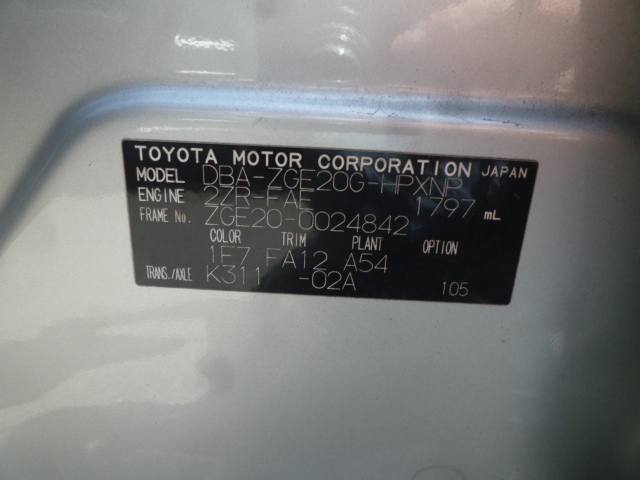 TOYOTA MOTOR CORPORATION JAPAN
MODEL DBA-ZGE20G-HPXNP
ENGINE 2ZR-FAE 1797 mL
FRAME NO. ZGE20-0024842
COLOR TRIM PLANT OPTION
1F7 FA12 A54
TRANS./AXLE K311 -02A 105